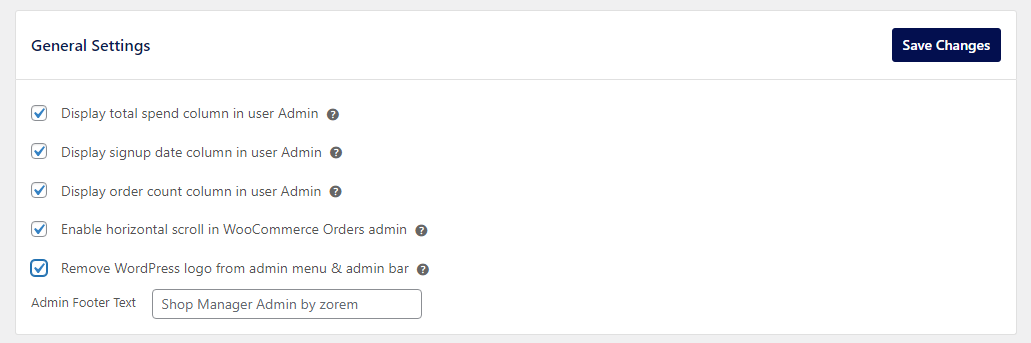 General Settings
Save Changes
Display total spend column in user Admin ?
Display signup date column in user Admin ?
Display order count column in user Admin ?
Enable horizontal scroll in WooCommerce Orders admin ?
Remove WordPress logo from admin menu & admin bar ?
Admin Footer Text
Shop Manager Admin by zorem